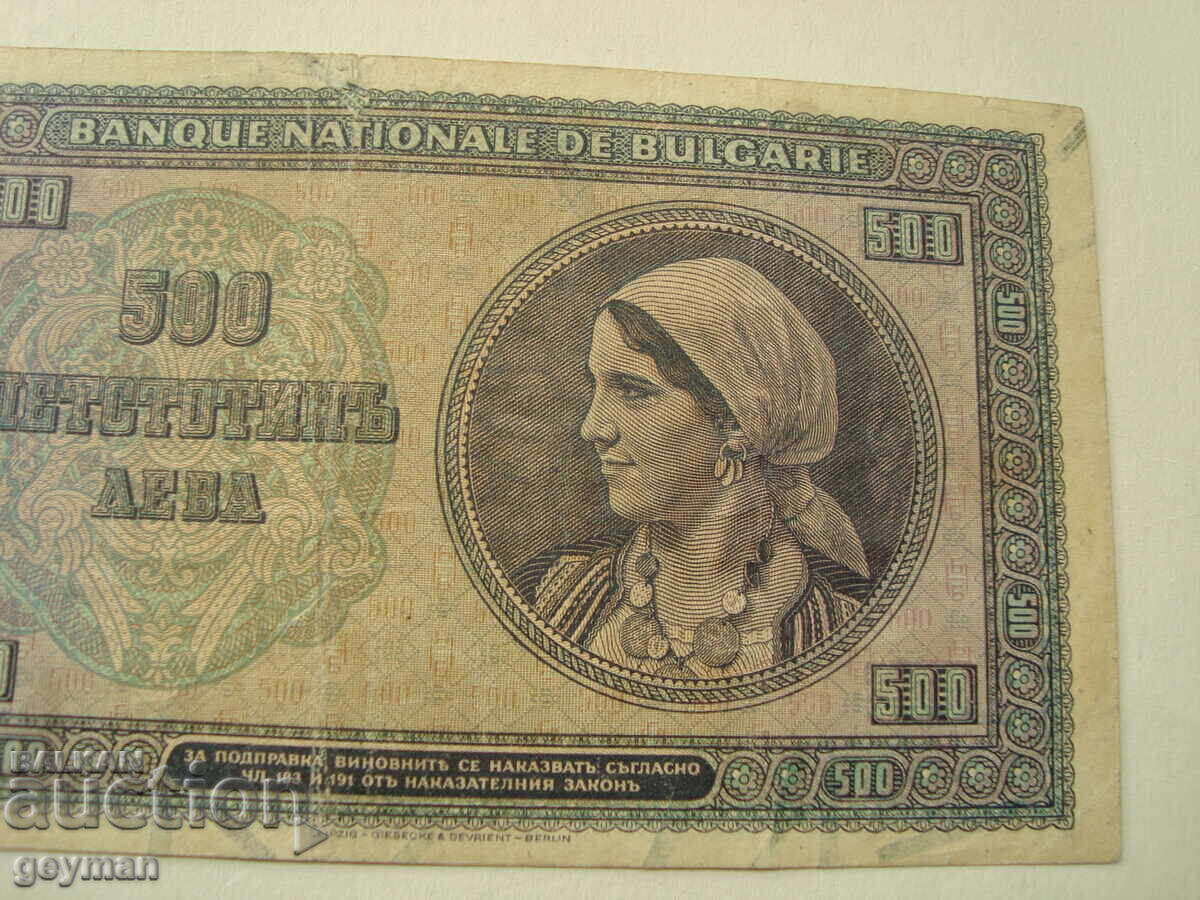 BANQUE NATIONALE DE BULGARIE
500
500
500
ПЕТСТОТИНЪ
ЛЕВА
500
500
500
500
ЗА ПОДПРАВКА, ВИНОВНИТѢ СЕ НАКАЗВАТЪ СЪГЛАСНО
ЧЛ. 183 И 191 ОТЪ НАКАЗАТЕЛНИЯ ЗАКОНЪ
GIESECKE & DEVRIENT – BERLIN
BALKAN
auction
geyman